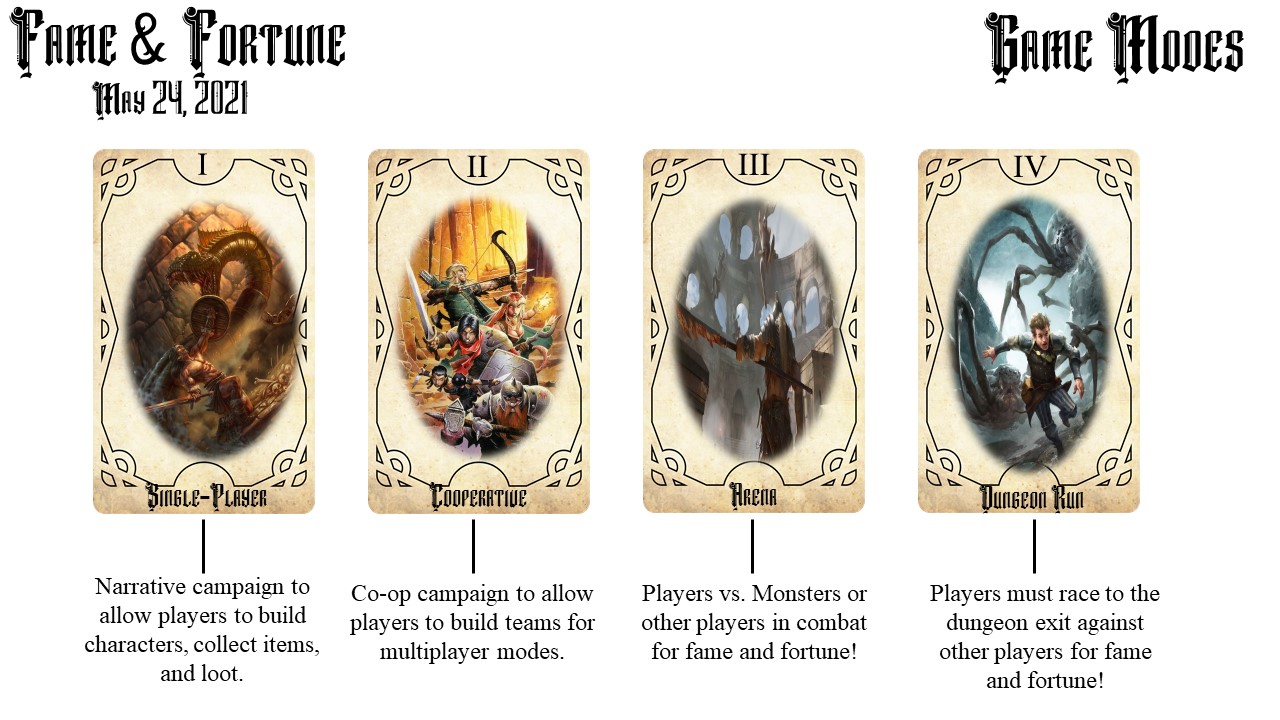 Fame & Fortune
May 24, 2021
Game Modes
I
II
III
IV
Single-Player
Cooperative
Arena
Dungeon Run
Narrative campaign to
allow players to build
characters, collect items,
and loot.
Co-op campaign to allow
players to build teams for
multiplayer modes.
Players vs. Monsters or
other players in combat
for fame and fortune!
Players must race to the
dungeon exit against
other players for fame
and fortune!